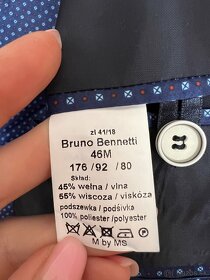 zl 41/18
Bruno Bennetti
46M
176 / 92 / 80
Skład:
45% wełna / vlna
55% wiscoza / viskóza
podszewka / podšívka
100% poliester /polyester
M by MS